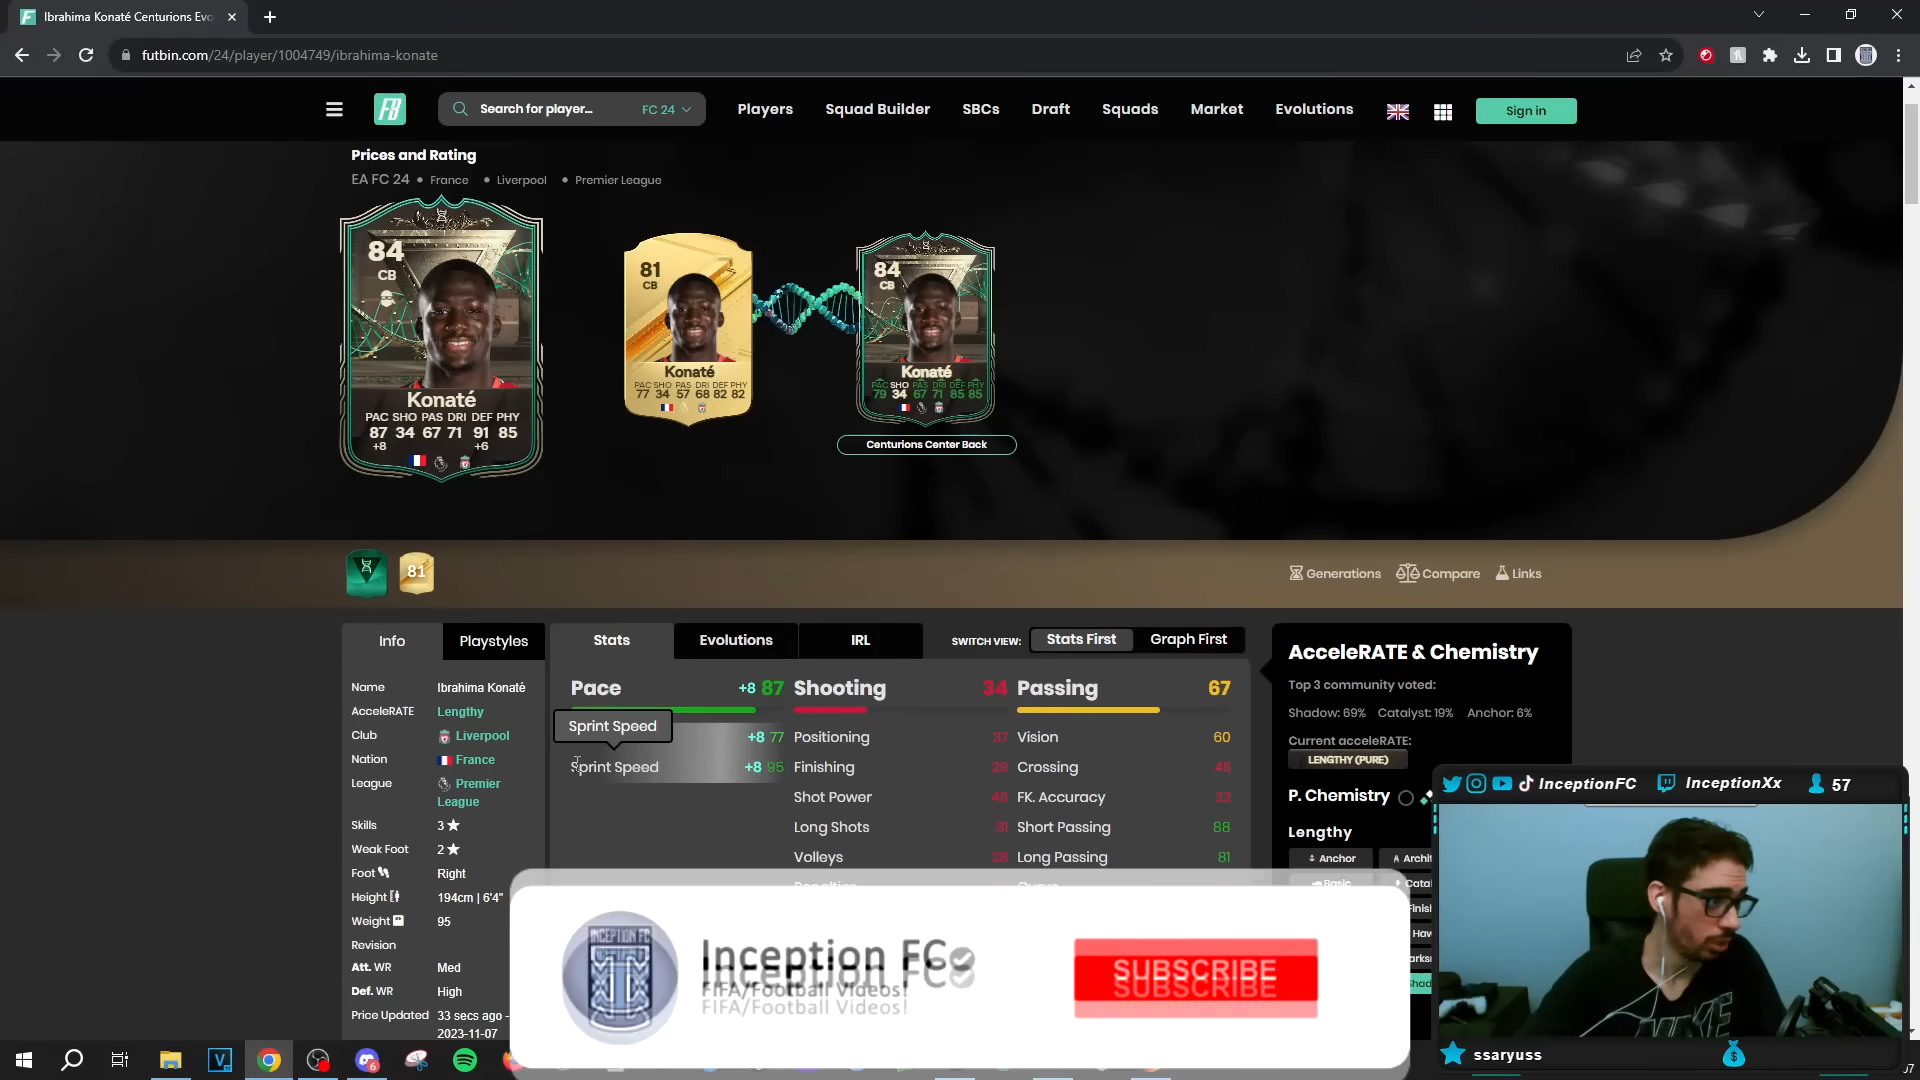 Ibrahima Konaté Centurions Evo
futbin.com/24/player/1004749/ibrahima-konate
FB
Search for player...
FC 24
Players
Squad Builder
SBCs
Draft
Squads
Market
Evolutions
Sign in
Prices and Rating
EA FC 24 • France • Liverpool • Premier League
84
CB
Konaté
PAC SHO PAS DRI DEF PHY
87 34 67 71 91 85
+8 +6
81
CB
Konaté
PAC SHO PAS DRI DEF PHY
77 34 57 68 82 82
84
CB
Konaté
PAC SHO PAS DRI DEF PHY
79 34 67 71 85 85
Centurions Center Back
81
Generations
Compare
Links
Info
Playstyles
Name Ibrahima Konaté
AcceleRATE Lengthy
Club Liverpool
Nation France
League Premier
League
Skills 3
Weak Foot 2
Foot Right
Height 194cm | 6'4"
Weight 95
Revision
Att. WR Med
Def. WR High
Price Updated 33 secs ago -
2023-11-07
Stats
Evolutions
IRL
SWITCH VIEW:
Stats First
Graph First
Pace +8 87
Sprint Speed
+8 77
Sprint Speed +8 95
Shooting 34
Positioning 37
Finishing 29
Shot Power 45
Long Shots 31
Volleys 28
Passing 67
Vision 60
Crossing 45
FK. Accuracy 32
Short Passing 88
Long Passing 81
AcceleRATE & Chemistry
Top 3 community voted:
Shadow: 69% Catalyst: 19% Anchor: 6%
Current acceleRATE:
LENGTHY (PURE)
P. Chemistry
Lengthy
Anchor
Basic
INCEPTION FC
Inception FC
FIFA/Football Videos!
SUBSCRIBE
InceptionFC
InceptionXx
57
NIKE
ssaryuss